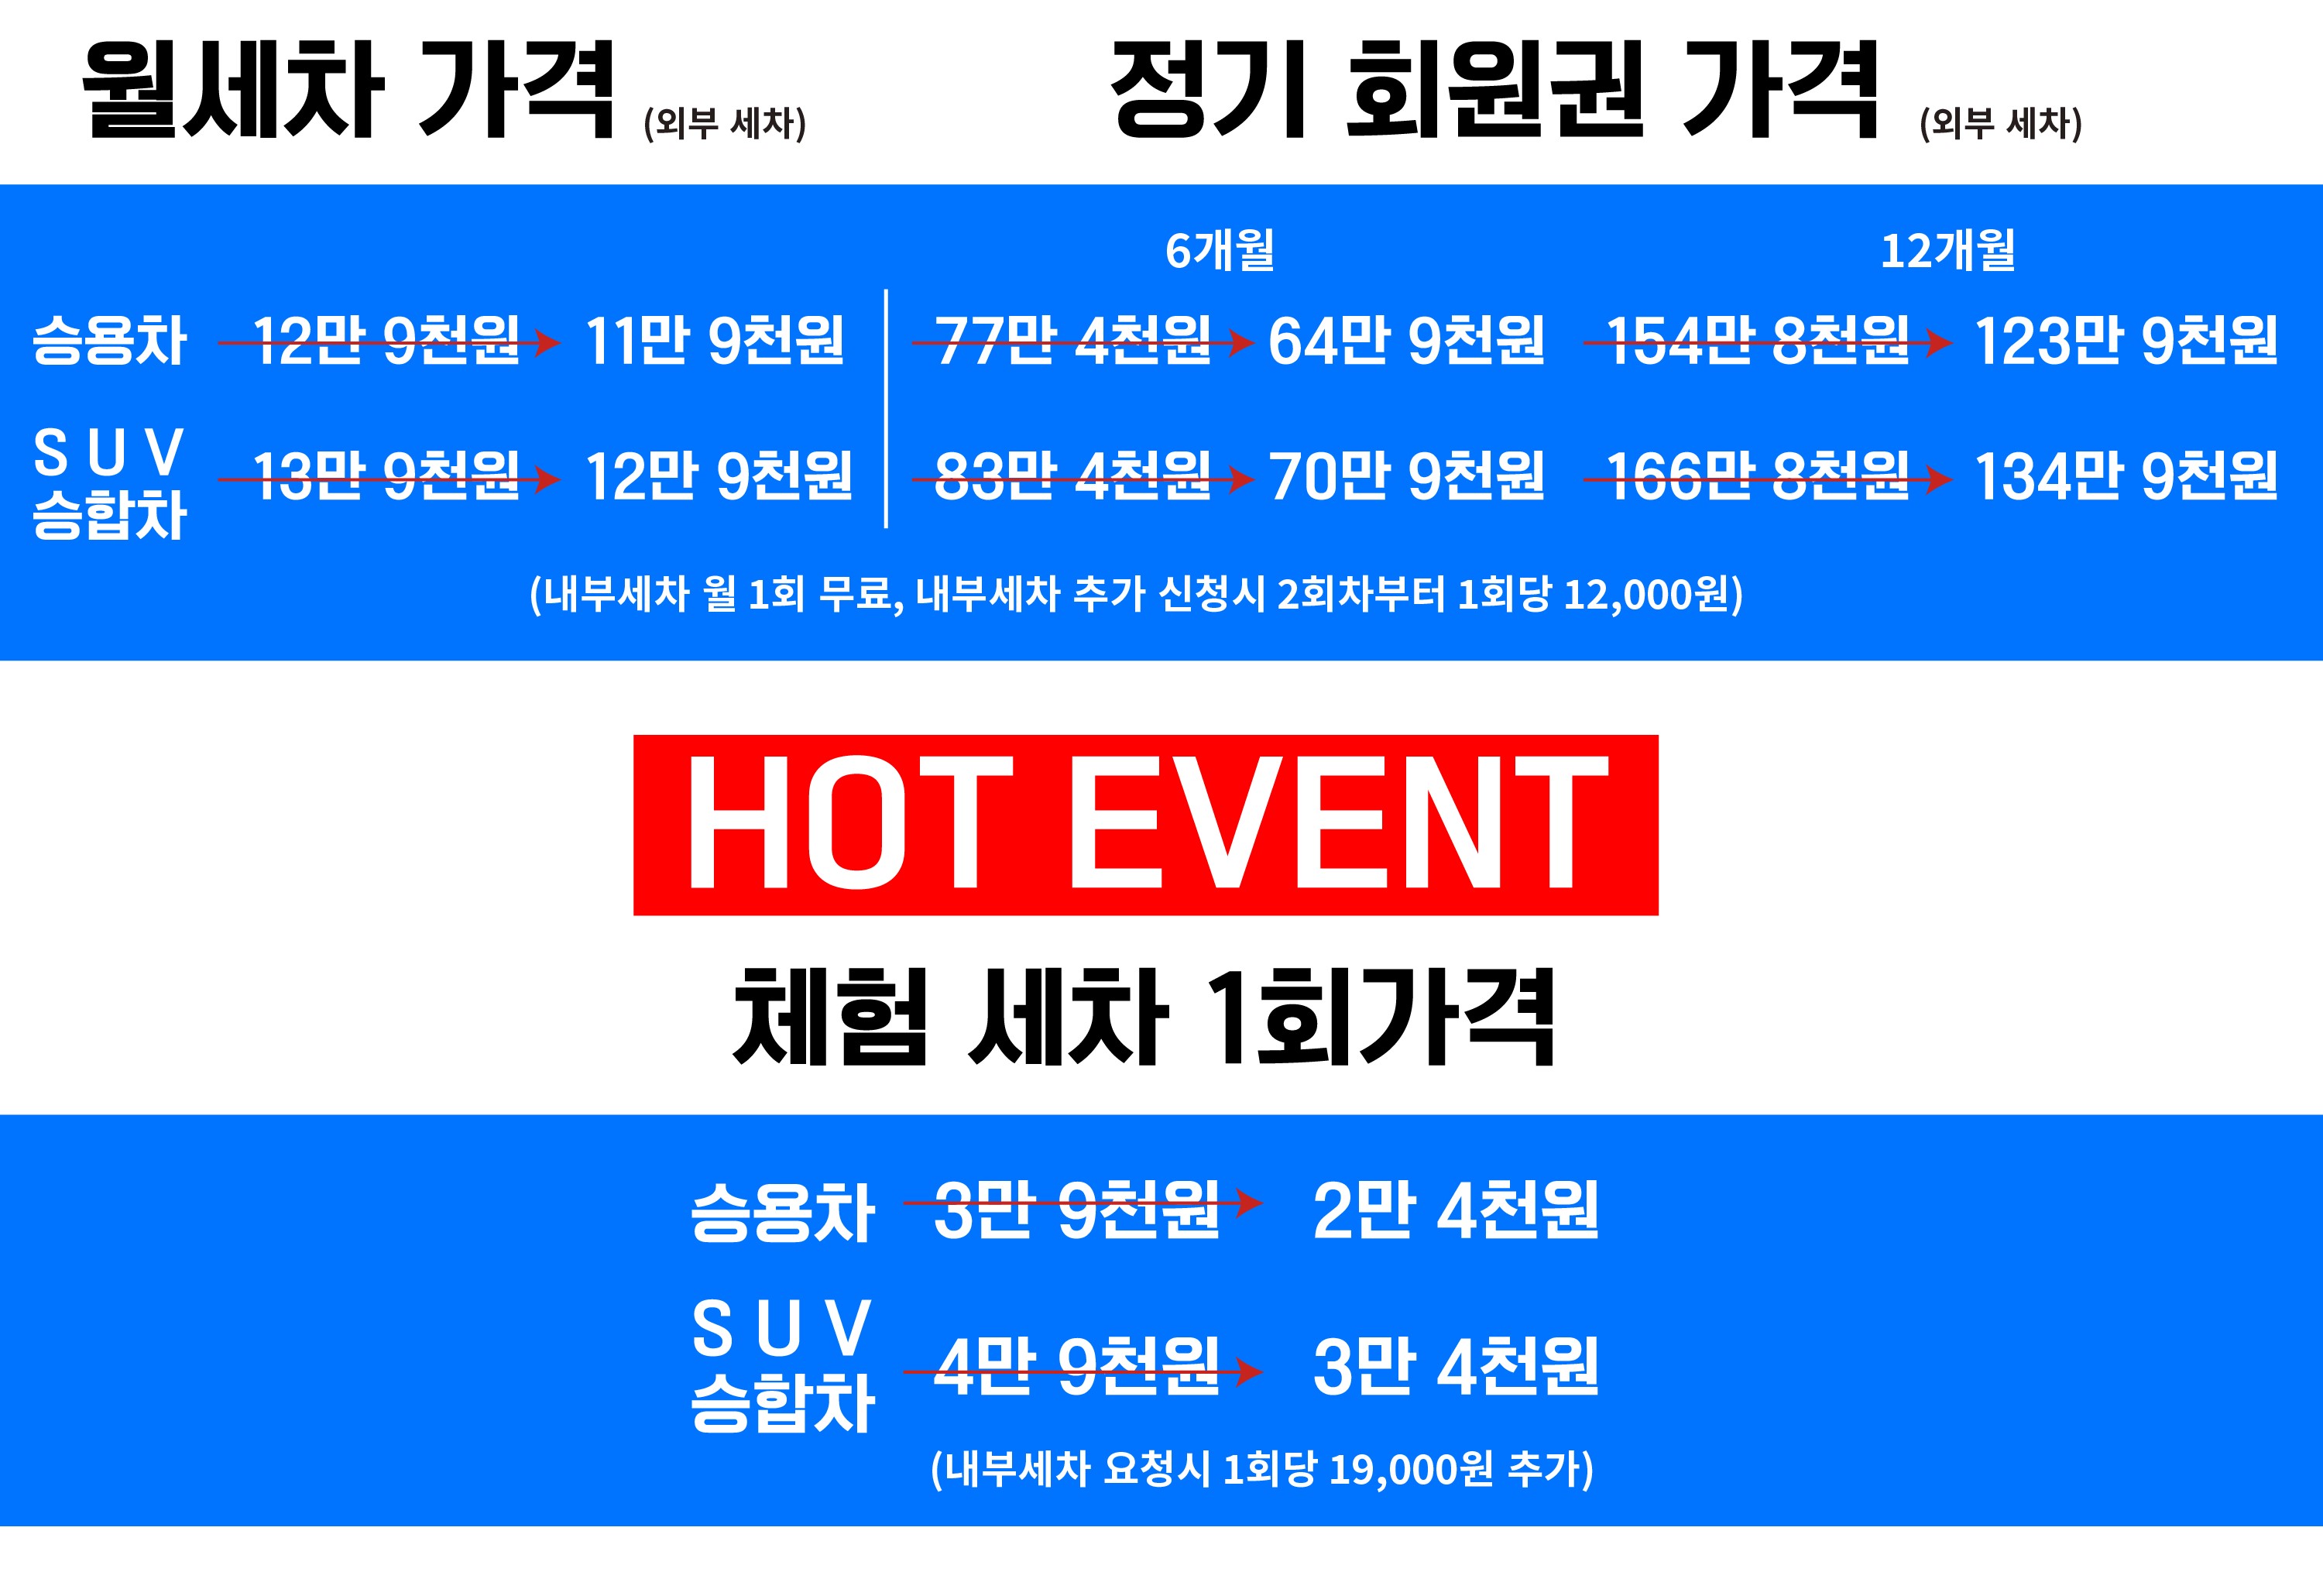 월세차 가격 (외부 세차)
정기 회원권 가격 (외부 세차)
6개월 12개월
승용차 12만 9천원 11만 9천원 77만 4천원 64만 9천원 154만 8천원 123만 9천원
SUV
승합차 13만 9천원 12만 9천원 83만 4천원 70만 9천원 166만 8천원 134만 9천원
(내부세차 월 1회 무료, 내부세차 추가 신청시 2회차부터 1회당 12,000원)
HOT EVENT
체험 세차 1회가격
승용차 3만 9천원 2만 4천원
SUV
승합차 4만 9천원 3만 4천원
(내부세차 요청시 1회당 19,000원 추가)